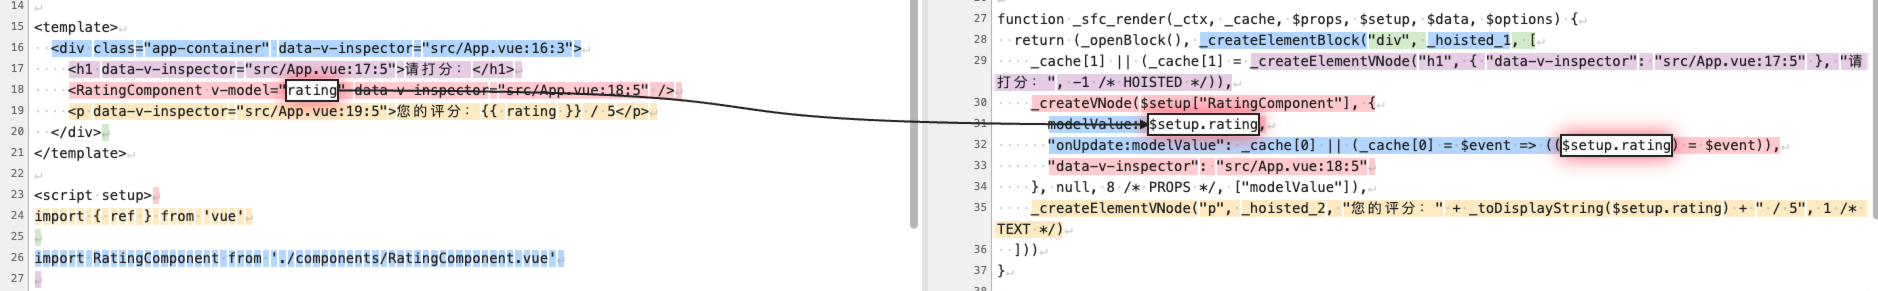 14
15 <template>
16 <div class="app-container" data-v-inspector="src/App.vue:16:3">
17 <h1 data-v-inspector="src/App.vue:17:5">请打分：</h1>
18 <RatingComponent v-model="rating" data-v-inspector="src/App.vue:18:5" />
19 <p data-v-inspector="src/App.vue:19:5">您的评分：{{ rating }} / 5</p>
20 </div>
21 </template>
22
23 <script setup>
24 import { ref } from 'vue'
25
26 import RatingComponent from './components/RatingComponent.vue'
27
27 function _sfc_render(_ctx, _cache, $props, $setup, $data, $options) {
28 return (_openBlock(), _createElementBlock("div", _hoisted_1, [
29 _cache[1] || (_cache[1] = _createElementVNode("h1", { "data-v-inspector": "src/App.vue:17:5" }, "请
打分：", -1 /* HOISTED */)),
30 _createVNode($setup["RatingComponent"], {
31 modelValue: $setup.rating,
32 "onUpdate:modelValue": _cache[0] || (_cache[0] = $event => (($setup.rating) = $event)),
33 "data-v-inspector": "src/App.vue:18:5"
34 }, null, 8 /* PROPS */, ["modelValue"]),
35 _createElementVNode("p", _hoisted_2, "您的评分：" + _toDisplayString($setup.rating) + " / 5", 1 /*
TEXT */)
36 ]))
37 }